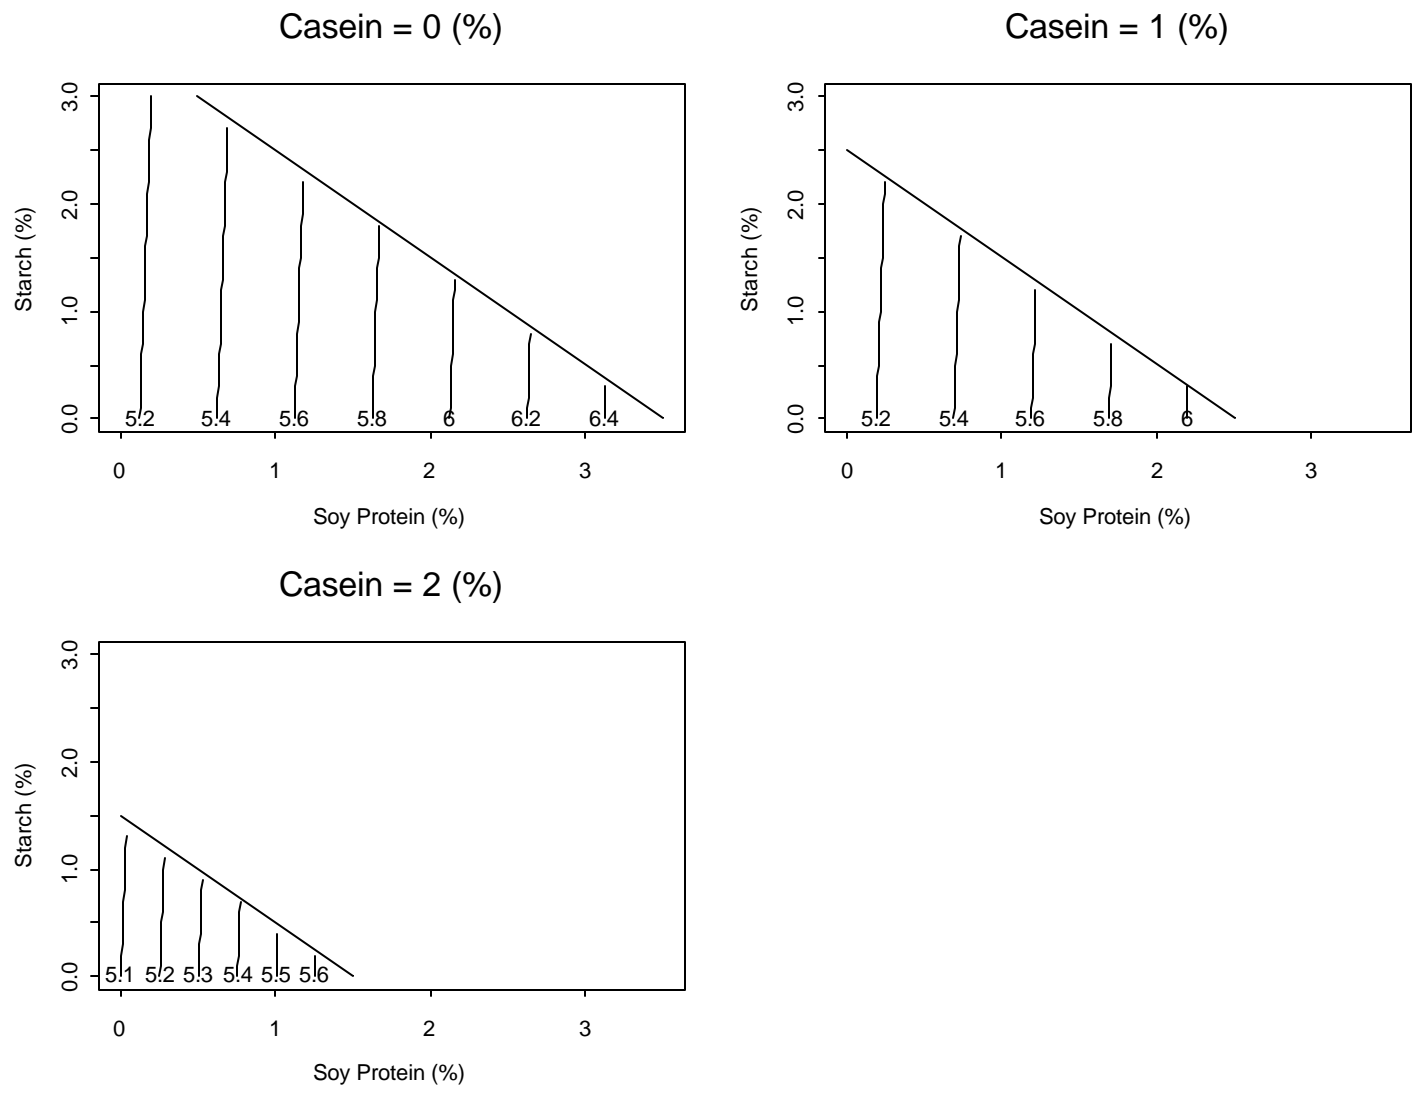 Casein = 0 (%)
3.0
2.0
1.0
0.0
Starch (%)
5.2 5.4 5.6 5.8 6 6.2 6.4
0 1 2 3
Soy Protein (%)
Casein = 1 (%)
3.0
2.0
1.0
0.0
Starch (%)
5.2 5.4 5.6 5.8 6
0 1 2 3
Soy Protein (%)
Casein = 2 (%)
3.0
2.0
1.0
0.0
Starch (%)
5.1 5.2 5.3 5.4 5.5 5.6
0 1 2 3
Soy Protein (%)